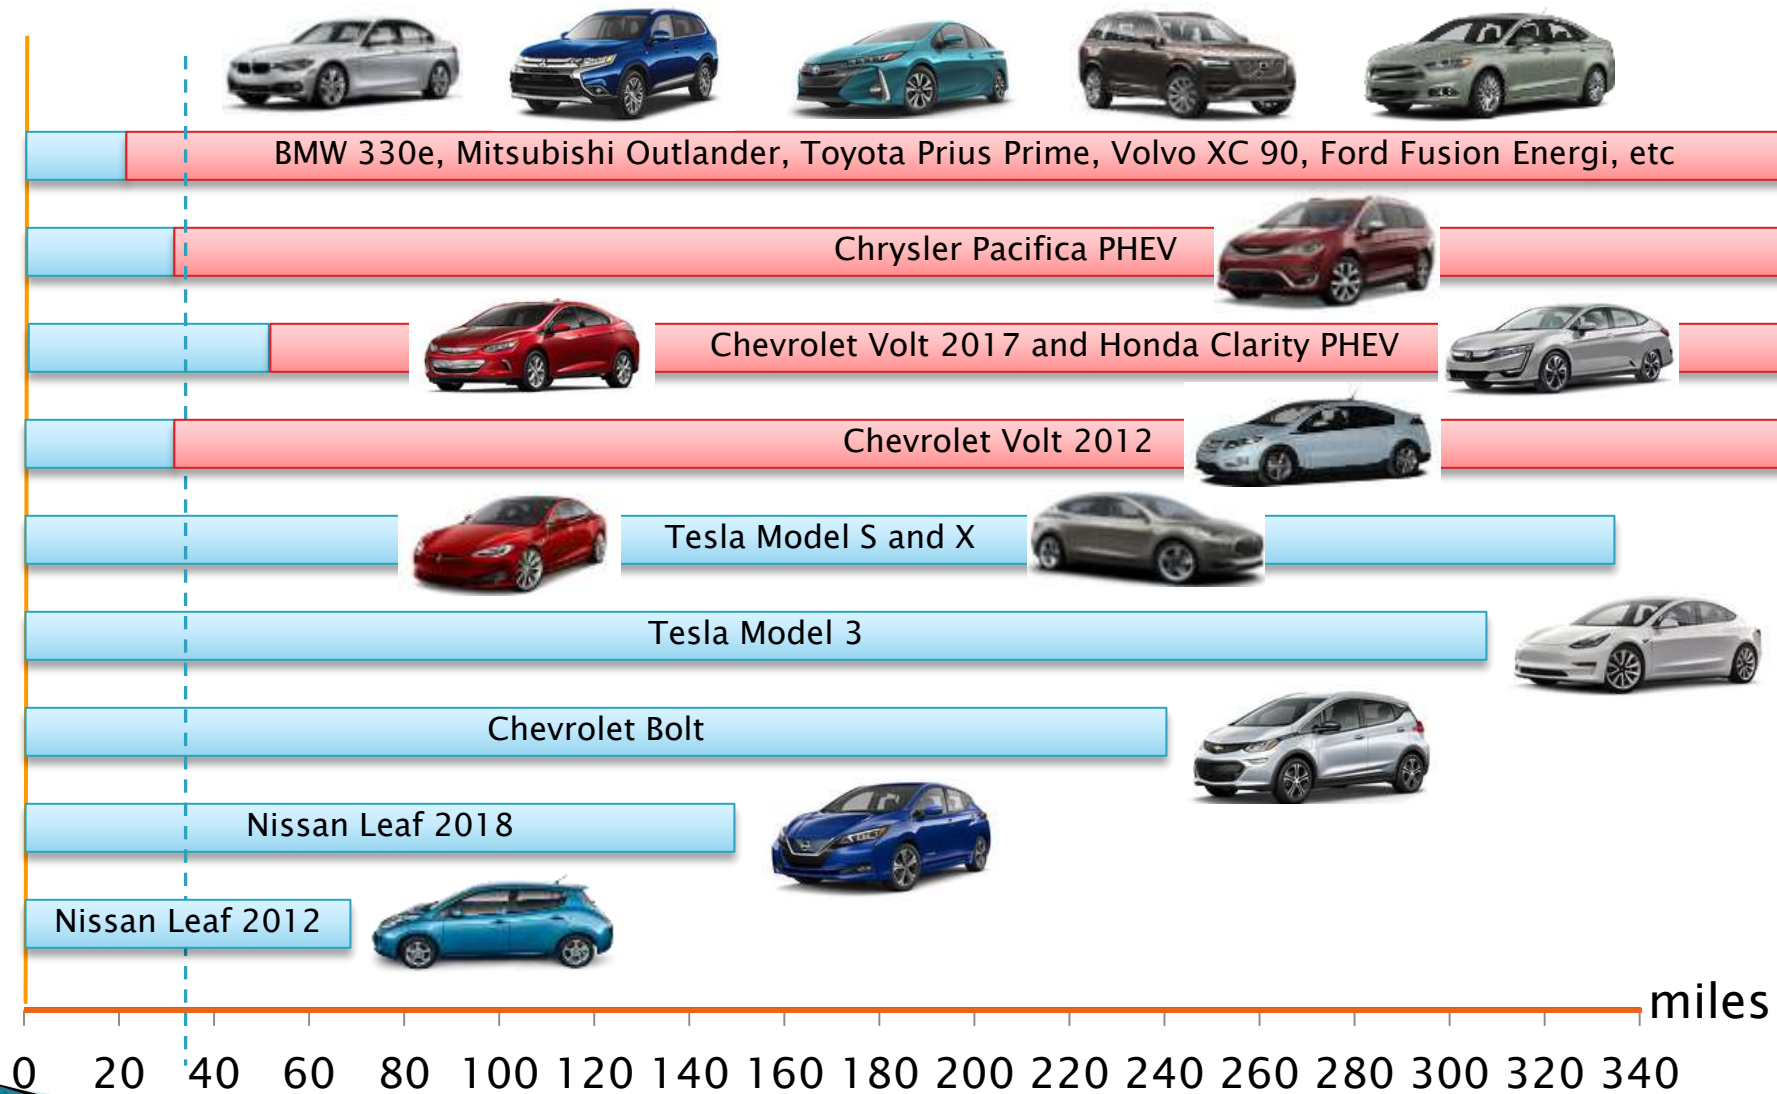 BMW 330e, Mitsubishi Outlander, Toyota Prius Prime, Volvo XC 90, Ford Fusion Energi, etc
Chrysler Pacifica PHEV
Chevrolet Volt 2017 and Honda Clarity PHEV
Chevrolet Volt 2012
Tesla Model S and X
Tesla Model 3
Chevrolet Bolt
Nissan Leaf 2018
Nissan Leaf 2012
miles
0 20 40 60 80 100 120 140 160 180 200 220 240 260 280 300 320 340